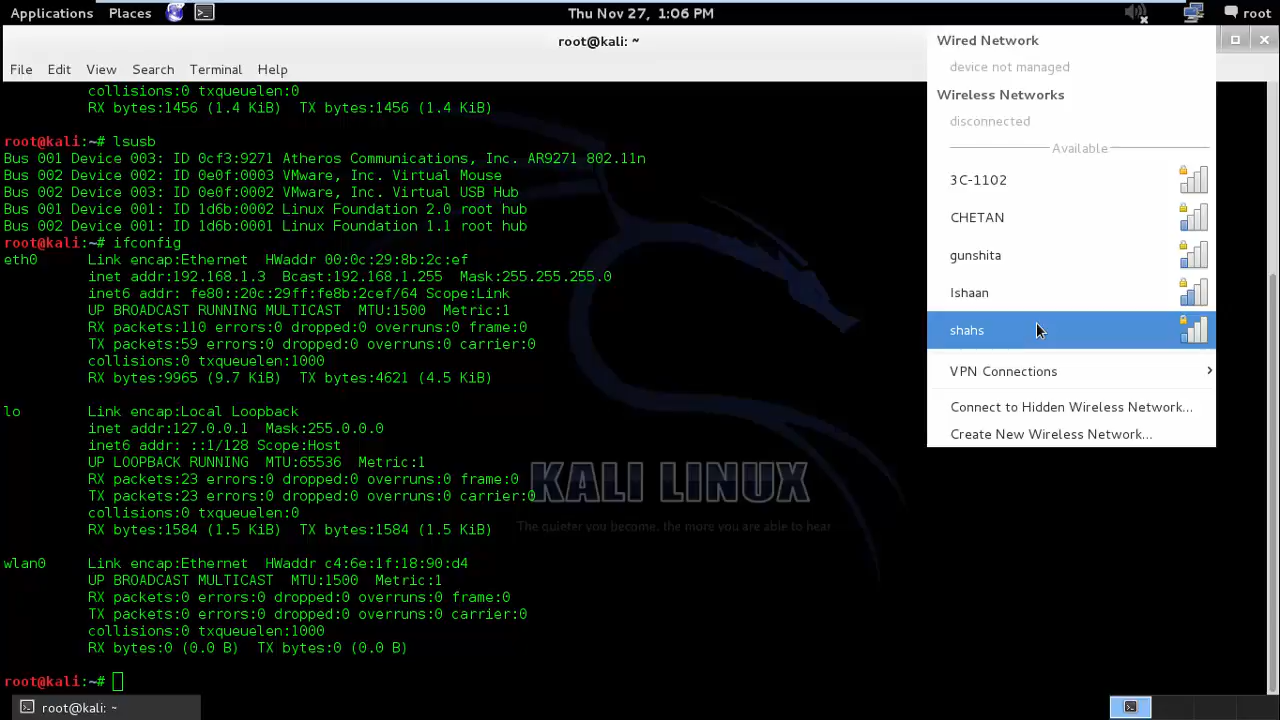 Applications Places Thu Nov 27, 1:06 PM root
root@kali: ~
File Edit View Search Terminal Help
collisions:0 txqueuelen:0
RX bytes:1456 (1.4 KiB) TX bytes:1456 (1.4 KiB)
root@kali:~# lsusb
Bus 001 Device 003: ID 0cf3:9271 Atheros Communications, Inc. AR9271 802.11n
Bus 002 Device 002: ID 0e0f:0003 VMware, Inc. Virtual Mouse
Bus 002 Device 003: ID 0e0f:0002 VMware, Inc. Virtual USB Hub
Bus 001 Device 001: ID 1d6b:0002 Linux Foundation 2.0 root hub
Bus 002 Device 001: ID 1d6b:0001 Linux Foundation 1.1 root hub
root@kali:~# ifconfig
eth0 Link encap:Ethernet HWaddr 00:0c:29:8b:2c:ef
inet addr:192.168.1.3 Bcast:192.168.1.255 Mask:255.255.255.0
inet6 addr: fe80::20c:29ff:fe8b:2cef/64 Scope:Link
UP BROADCAST RUNNING MULTICAST MTU:1500 Metric:1
RX packets:110 errors:0 dropped:0 overruns:0 frame:0
TX packets:59 errors:0 dropped:0 overruns:0 carrier:0
collisions:0 txqueuelen:1000
RX bytes:9965 (9.7 KiB) TX bytes:4621 (4.5 KiB)
lo Link encap:Local Loopback
inet addr:127.0.0.1 Mask:255.0.0.0
inet6 addr: ::1/128 Scope:Host
UP LOOPBACK RUNNING MTU:65536 Metric:1
RX packets:23 errors:0 dropped:0 overruns:0 frame:0
TX packets:23 errors:0 dropped:0 overruns:0 carrier:0
collisions:0 txqueuelen:0
RX bytes:1584 (1.5 KiB) TX bytes:1584 (1.5 KiB)
wlan0 Link encap:Ethernet HWaddr c4:6e:1f:18:90:d4
UP BROADCAST MULTICAST MTU:1500 Metric:1
RX packets:0 errors:0 dropped:0 overruns:0 frame:0
TX packets:0 errors:0 dropped:0 overruns:0 carrier:0
collisions:0 txqueuelen:1000
RX bytes:0 (0.0 B) TX bytes:0 (0.0 B)
root@kali:~#
KALI LINUX
The quieter you become, the more you are able to hear
Wired Network
device not managed
Wireless Networks
disconnected
Available
3C-1102
CHETAN
gunshita
Ishaan
shahs
VPN Connections
Connect to Hidden Wireless Network...
Create New Wireless Network...
root@kali: ~